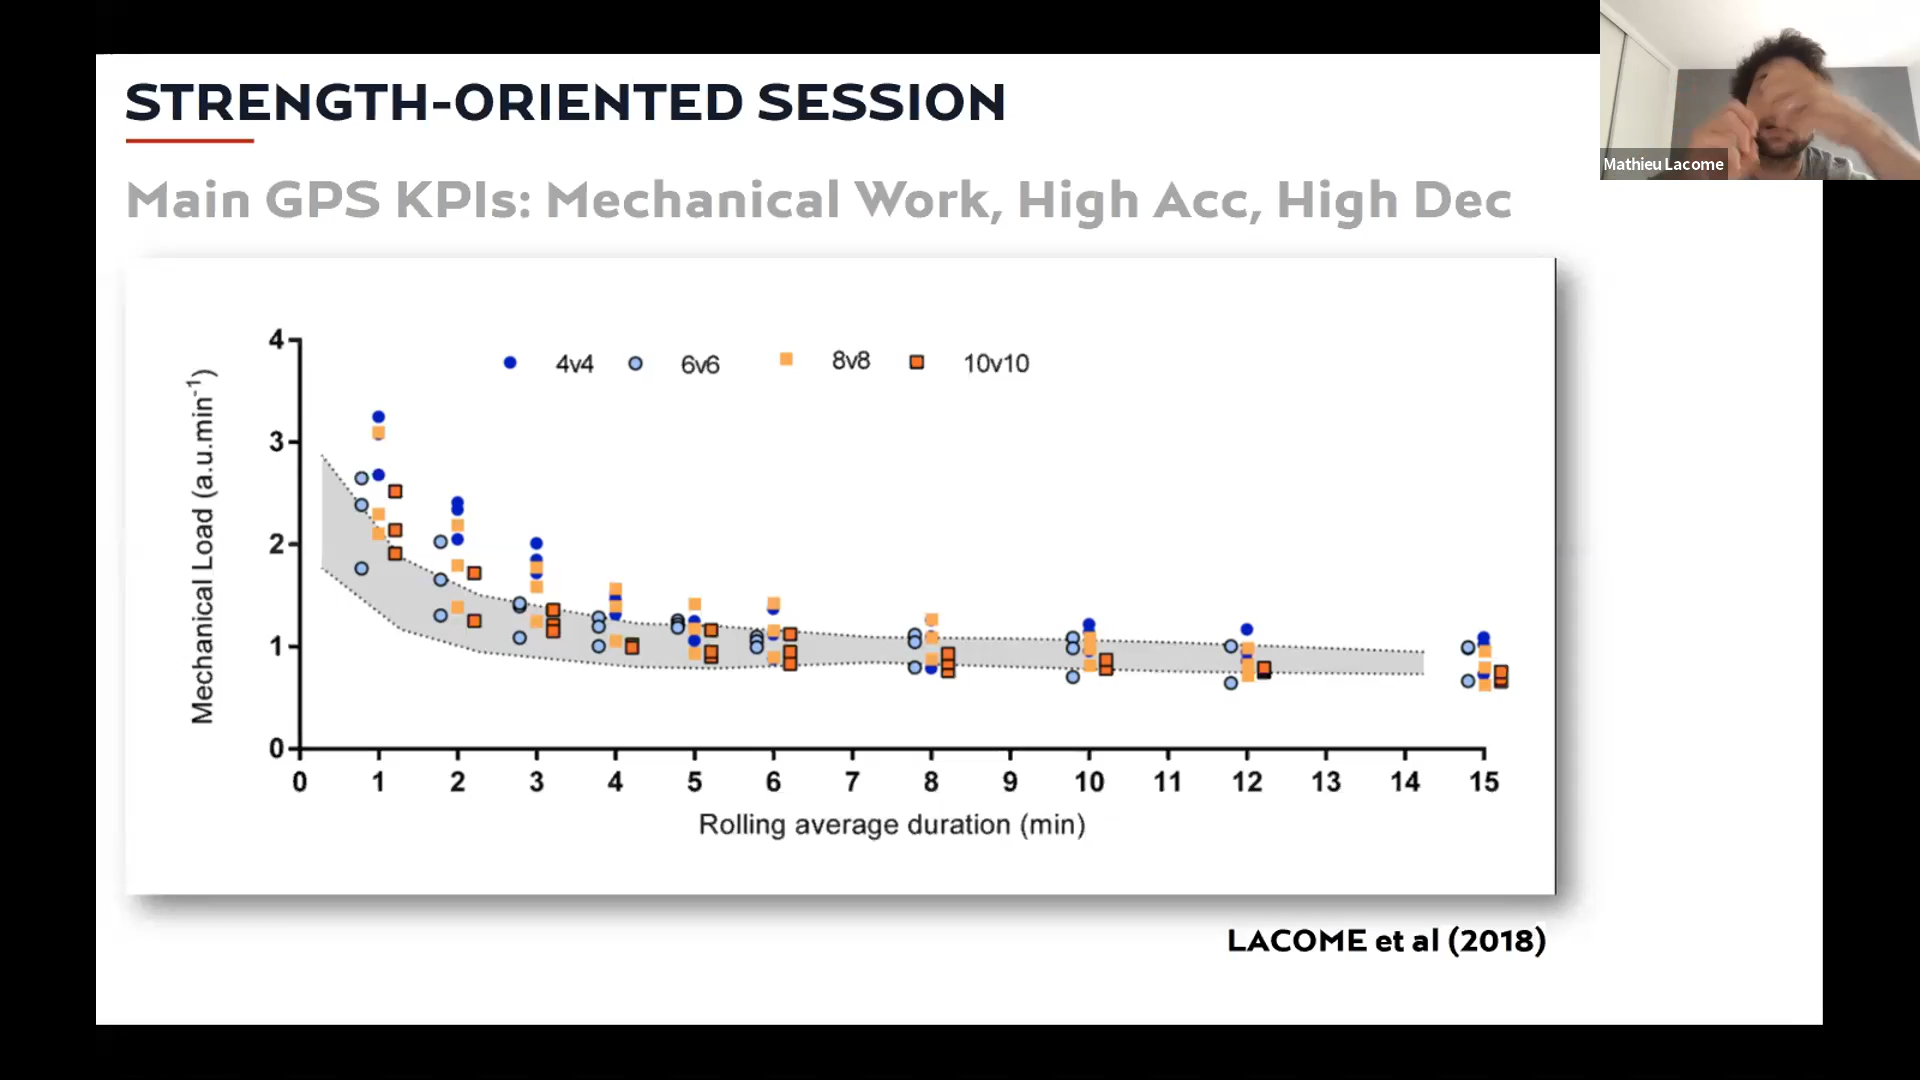 STRENGTH-ORIENTED SESSION
Mathieu Lacome
Main GPS KPIs: Mechanical Work, High Acc, High Dec
4v4 6v6 8v8 10v10
Mechanical Load (a.u.min⁻¹)
4
3
2
1
0
0 1 2 3 4 5 6 7 8 9 10 11 12 13 14 15
Rolling average duration (min)
LACOME et al (2018)